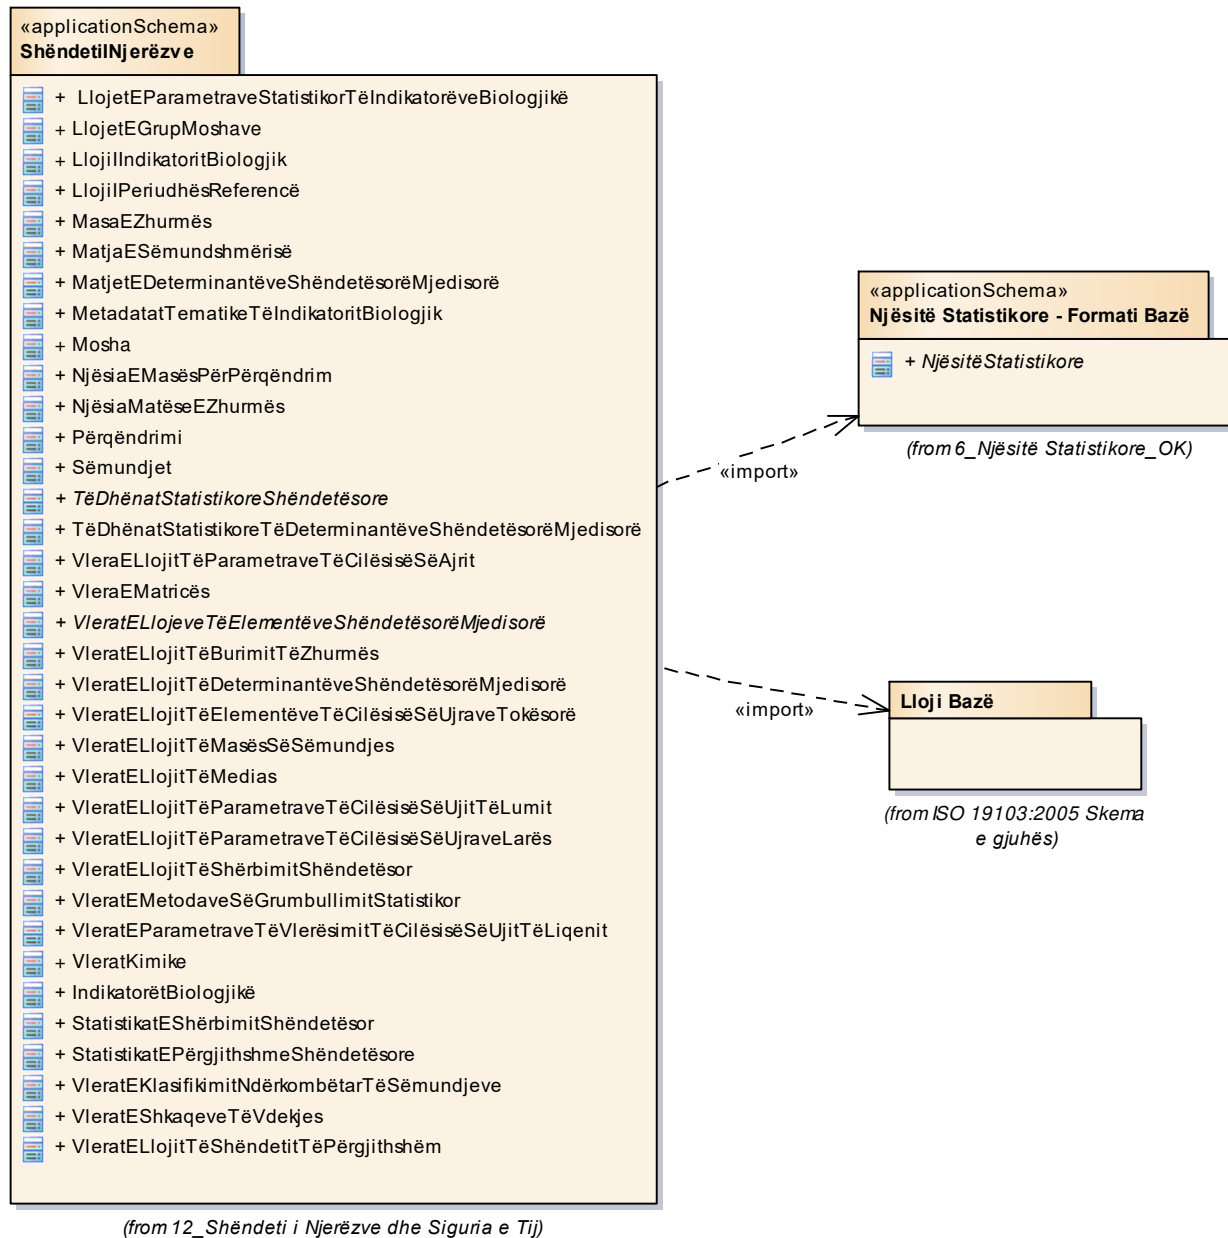 «applicationSchema»
ShëndetiINjerëzve
+ LlojetEParametraveStatistikorTëIndikatorëveBiologjikë
+ LlojetEGrupMoshave
+ LlojiIIndikatoritBiologjik
+ LlojiIPeriudhësReferencë
+ MasaEZhurmës
+ MatjaESëmundshmërisë
+ MatjetEDeterminantëveShëndetësorëMjedisorë
+ MetadatatTematikeTëIndikatoritBiologjik
+ Mosha
+ NjësiaEMasësPërPërqëndrim
+ NjësiaMatëseEZhurmës
+ Përqëndrimi
+ Sëmundjet
+ TëDhënatStatistikoreShëndetësore
+ TëDhënatStatistikoreTëDeterminantëveShëndetësorëMjedisorë
+ VleraELlojitTëParametraveTëCilësisëSëAjrit
+ VleraEMatricës
+ VleratELlojeveTëElementëveShëndetësorëMjedisorë
+ VleratELlojitTëBurimitTëZhurmës
+ VleratELlojitTëDeterminantëveShëndetësorëMjedisorë
+ VleratELlojitTëElementëveTëCilësisëSëUjraveTokësorë
+ VleratELlojitTëMasësSëSëmundjes
+ VleratELlojitTëMedias
+ VleratELlojitTëParametraveTëCilësisëSëUjitTëLumit
+ VleratELlojitTëParametraveTëCilësisëSëUjraveLarës
+ VleratELlojitTëShërbimitShëndetësor
+ VleratEMetodaveSëGrumbullimitStatistikor
+ VleratEParametraveTëVlerësimitTëCilësisëSëUjitTëLiqenit
+ VleratKimike
+ IndikatorëtBiologjikë
+ StatistikatEShërbimitShëndetësor
+ StatistikatEPërgjithshmeShëndetësore
+ VleratEKlasifikimitNdërkombëtarTëSëmundjeve
+ VleratEShkaqeveTëVdekjes
+ VleratELlojitTëShëndetitTëPërgjithshëm
(from 12_Shëndeti i Njerëzve dhe Siguria e Tij)
«import»
«applicationSchema»
Njësitë Statistikore - Formati Bazë
+ NjësitëStatistikore
(from 6_Njësitë Statistikore_OK)
«import»
Lloji Bazë
(from ISO 19103:2005 Skema
e gjuhës)